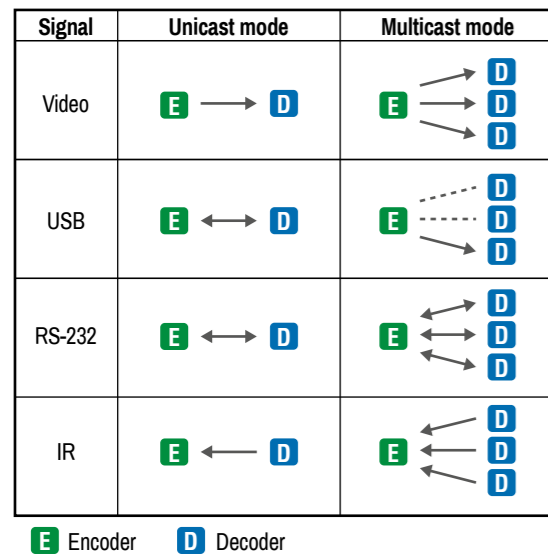 Signal Unicast mode Multicast mode
Video E D E D D D
USB E D E D D D
RS-232 E D E D D D
IR E D E D D D
E Encoder D Decoder